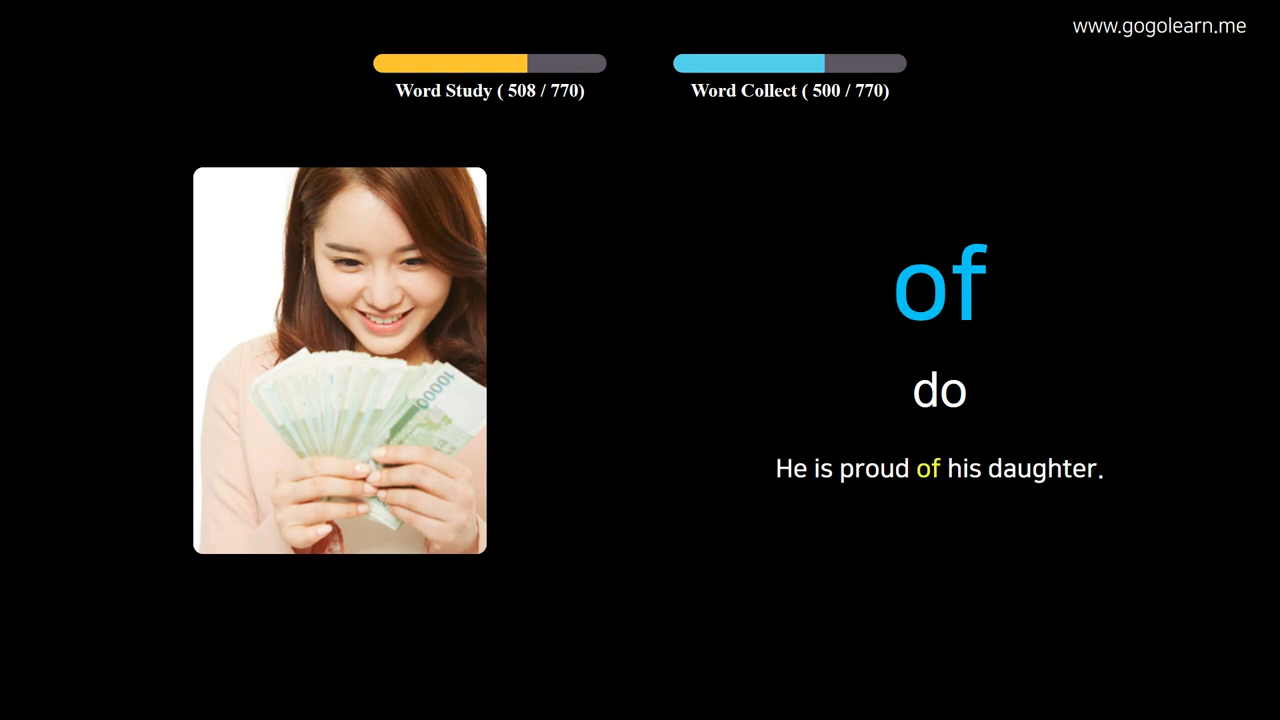 www.gogolearn.me
Word Study ( 508 / 770)
Word Collect ( 500 / 770)
of
do
He is proud of his daughter.
10000